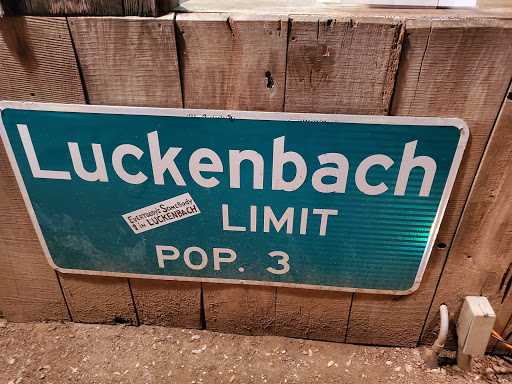 Luckenbach
EVERYBODY'S SOMEBODY
IN LUCKENBACH
LIMIT
POP. 3